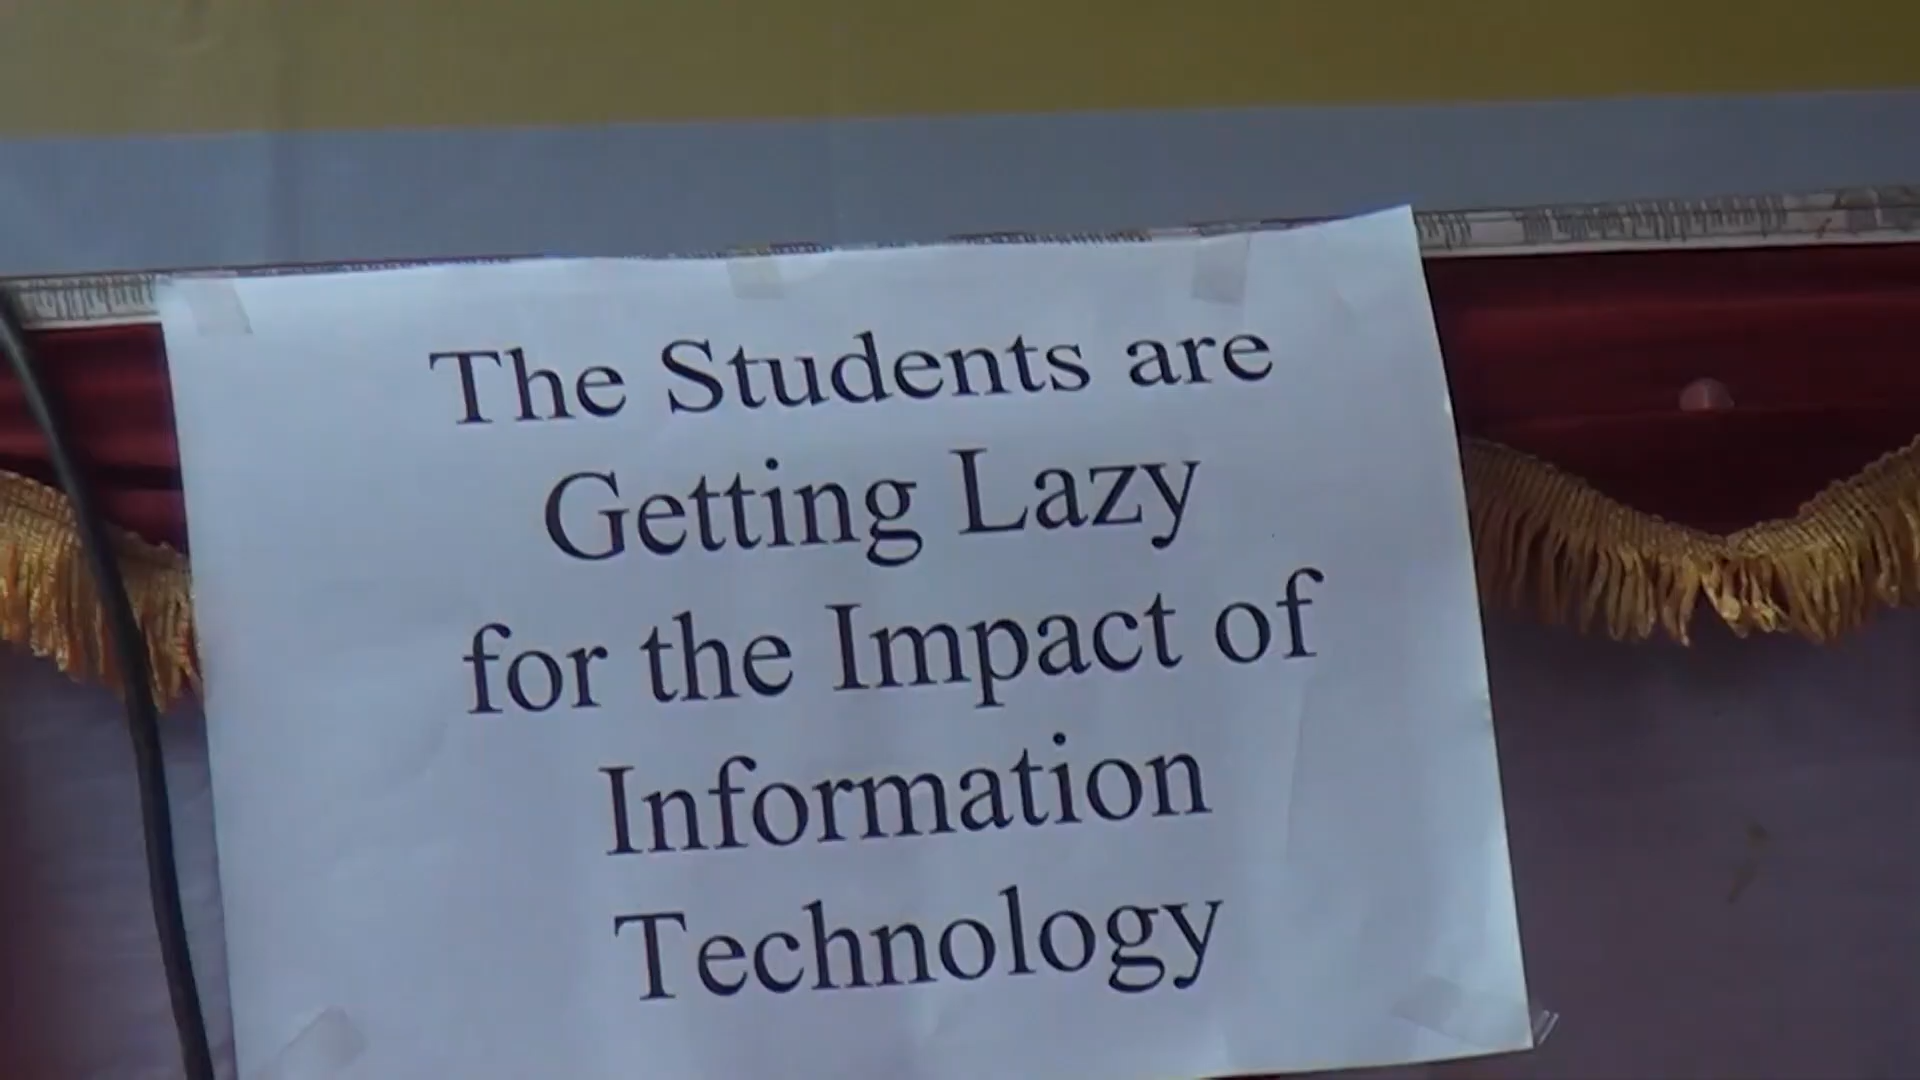 The Students are
Getting Lazy
for the Impact of
Information
Technology